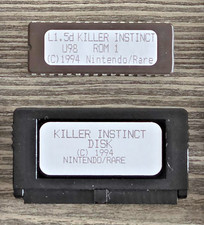 L1.5d KILLER INSTINCT
U98 ROM 1
(C)1994 Nintendo/Rare
KILLER INSTINCT
DISK
(C) 1994
NINTENDO/RARE